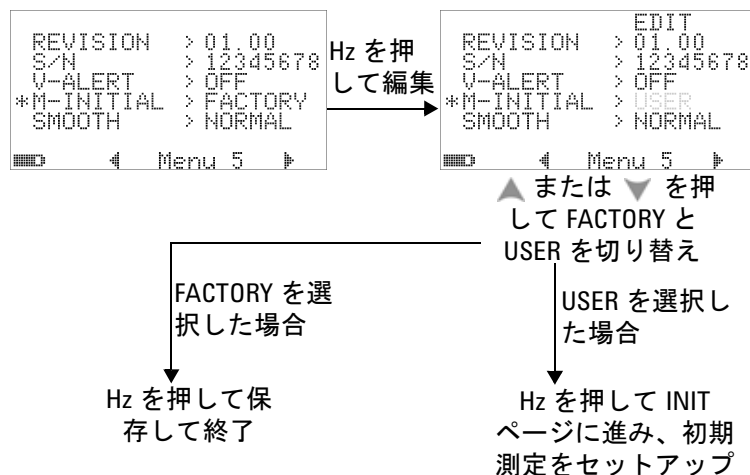 REVISION > 01.00
S/N > 12345678
V-ALERT > OFF
*M-INITIAL > FACTORY
SMOOTH > NORMAL
Menu 5
Hz を押
して編集
EDIT
REVISION > 01.00
S/N > 12345678
V-ALERT > OFF
*M-INITIAL > USER
SMOOTH > NORMAL
Menu 5
または を押
して FACTORY と
USER を切り替え
FACTORY を選
択した場合
USER を選択し
た場合
Hz を押して保
存して終了
Hz を押して INIT
ページに進み、初期
測定をセットアップ